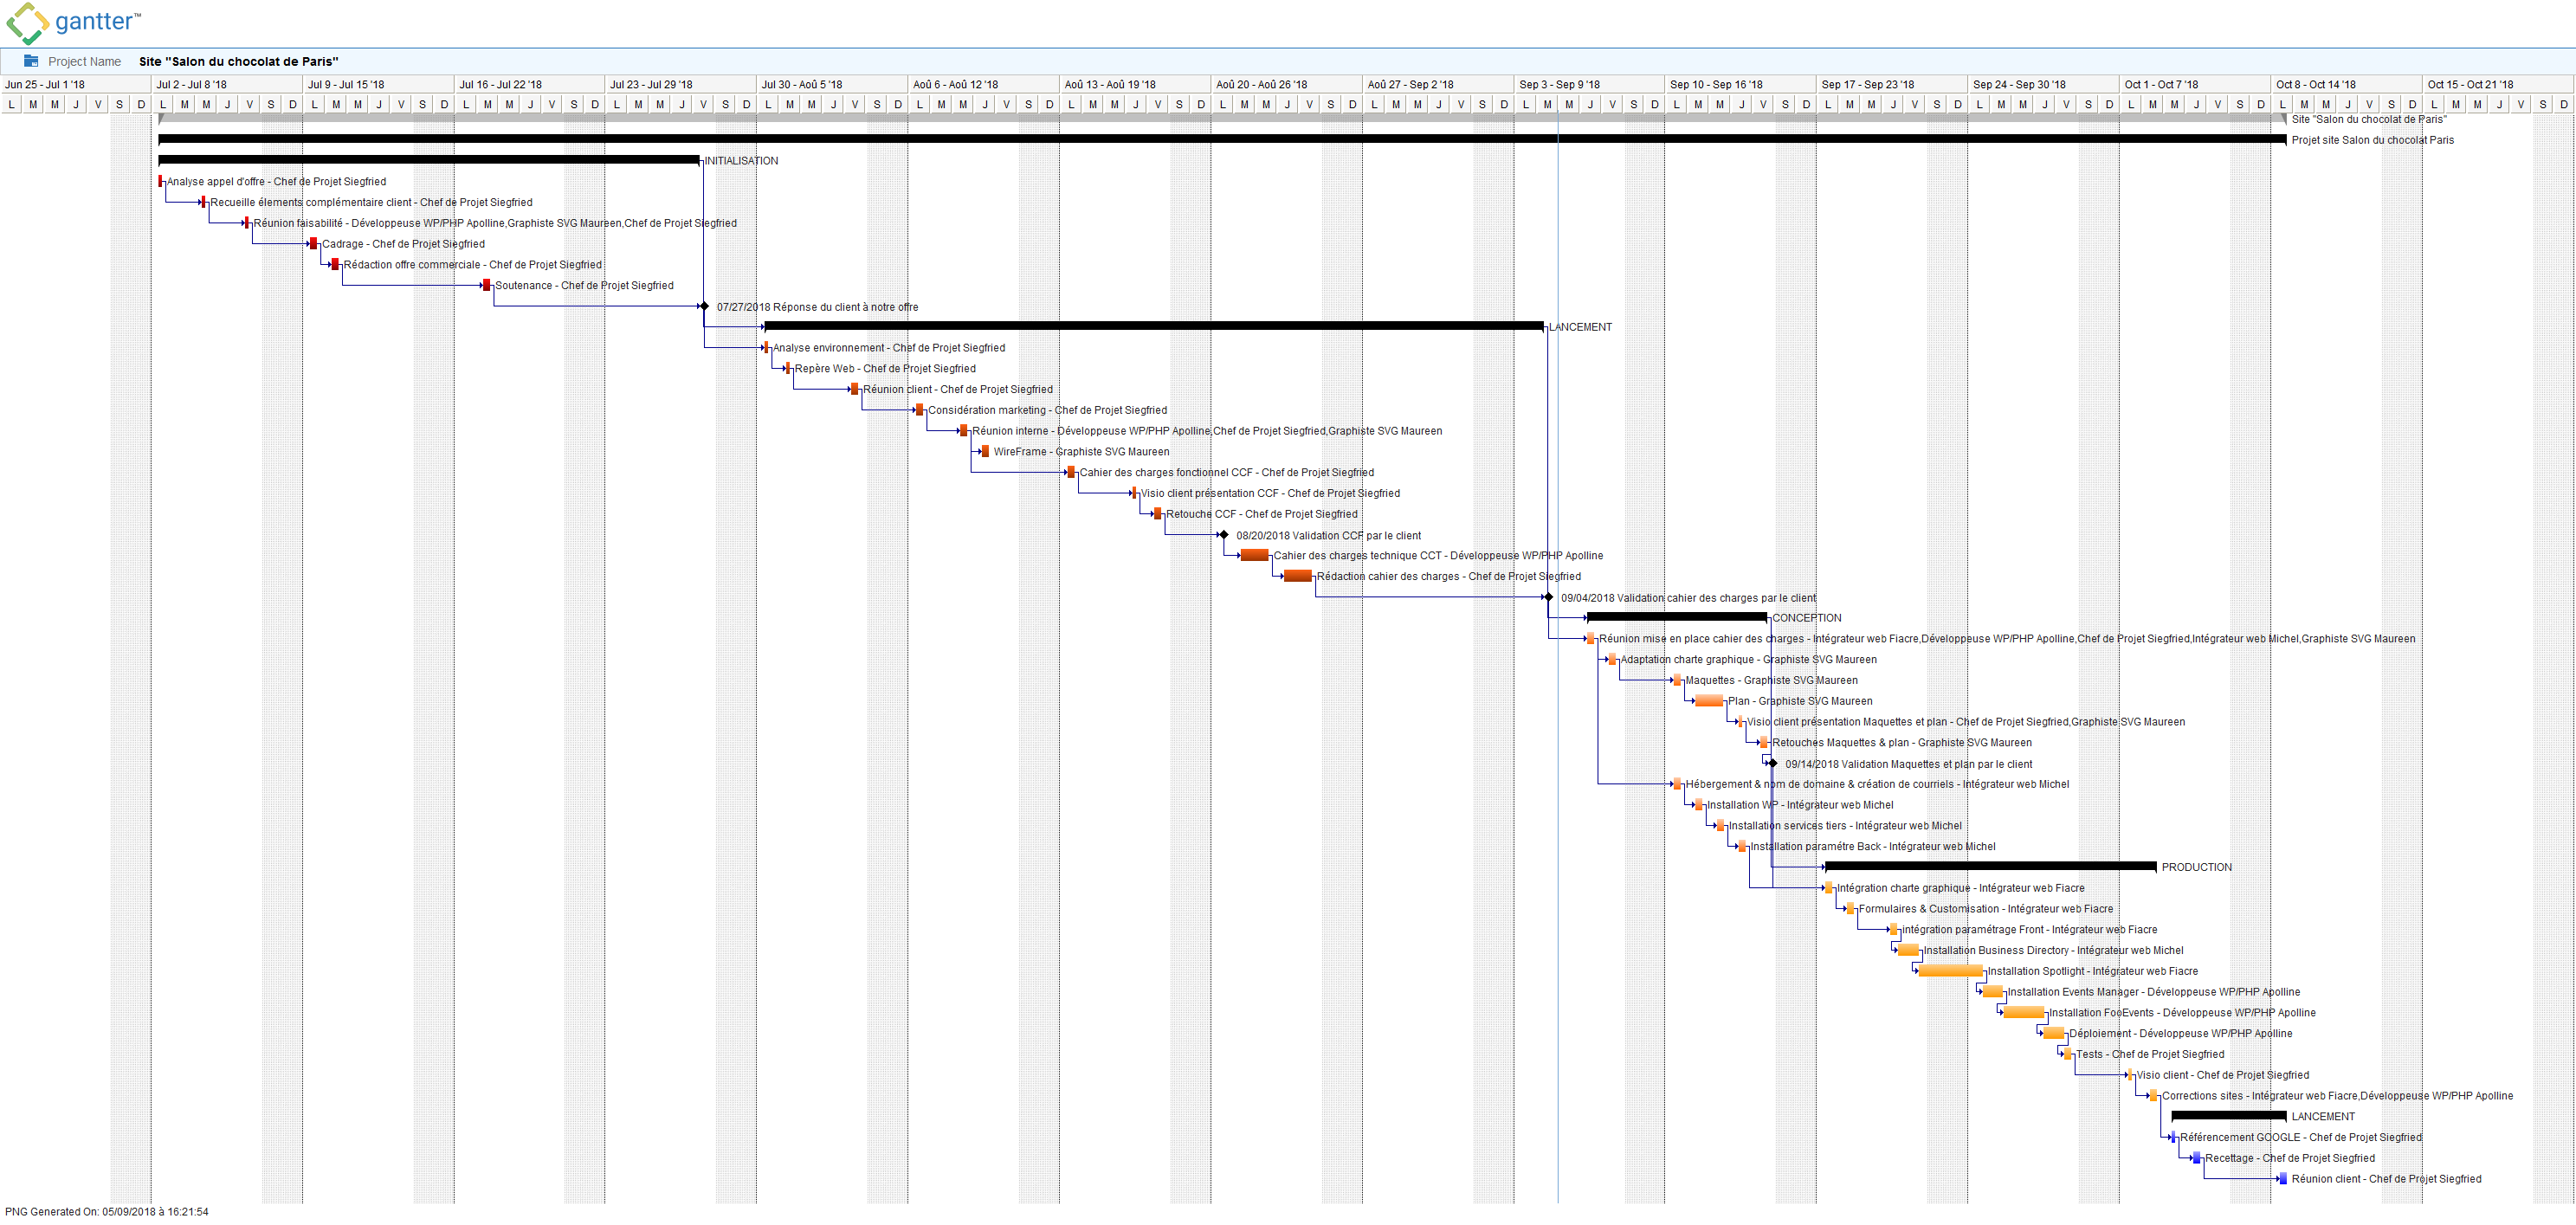 gantter™
Project Name Site "Salon du chocolat de Paris"
Jun 25 - Jul 1 '18 Jul 2 - Jul 8 '18 Jul 9 - Jul 15 '18 Jul 16 - Jul 22 '18 Jul 23 - Jul 29 '18 Jul 30 - Aoû 5 '18 Aoû 6 - Aoû 12 '18 Aoû 13 - Aoû 19 '18 Aoû 20 - Aoû 26 '18 Aoû 27 - Sep 2 '18 Sep 3 - Sep 9 '18 Sep 10 - Sep 16 '18 Sep 17 - Sep 23 '18 Sep 24 - Sep 30 '18 Oct 1 - Oct 7 '18 Oct 8 - Oct 14 '18 Oct 15 - Oct 21 '18
L M M J V S D L M M J V S D L M M J V S D L M M J V S D L M M J V S D L M M J V S D L M M J V S D L M M J V S D L M M J V S D L M M J V S D L M M J V S D L M M J V S D L M M J V S D L M M J V S D L M M J V S D L M M J V S D L M M J V S D
Site "Salon du chocolat de Paris"
Projet site Salon du chocolat Paris
INITIALISATION
Analyse appel d'offre - Chef de Projet Siegfried
Recueille élements complémentaire client - Chef de Projet Siegfried
Réunion faisabilité - Développeuse WP/PHP Apolline,Graphiste SVG Maureen,Chef de Projet Siegfried
Cadrage - Chef de Projet Siegfried
Rédaction offre commerciale - Chef de Projet Siegfried
Soutenance - Chef de Projet Siegfried
07/27/2018 Réponse du client à notre offre
LANCEMENT
Analyse environnement - Chef de Projet Siegfried
Repère Web - Chef de Projet Siegfried
Réunion client - Chef de Projet Siegfried
Considération marketing - Chef de Projet Siegfried
Réunion interne - Développeuse WP/PHP Apolline,Chef de Projet Siegfried,Graphiste SVG Maureen
WireFrame - Graphiste SVG Maureen
Cahier des charges fonctionnel CCF - Chef de Projet Siegfried
Visio client présentation CCF - Chef de Projet Siegfried
Retouche CCF - Chef de Projet Siegfried
08/20/2018 Validation CCF par le client
Cahier des charges technique CCT - Développeuse WP/PHP Apolline
Rédaction cahier des charges - Chef de Projet Siegfried
09/04/2018 Validation cahier des charges par le client
CONCEPTION
Réunion mise en place cahier des charges - Intégrateur web Fiacre,Développeuse WP/PHP Apolline,Chef de Projet Siegfried,Intégrateur web Michel,Graphiste SVG Maureen
Adaptation charte graphique - Graphiste SVG Maureen
Maquettes - Graphiste SVG Maureen
Plan - Graphiste SVG Maureen
Visio client présentation Maquettes et plan - Chef de Projet Siegfried,Graphiste SVG Maureen
Retouches Maquettes & plan - Graphiste SVG Maureen
09/14/2018 Validation Maquettes et plan par le client
Hébergement & nom de domaine & création de courriels - Intégrateur web Michel
Installation WP - Intégrateur web Michel
Installation services tiers - Intégrateur web Michel
Installation paramétre Back - Intégrateur web Michel
PRODUCTION
Intégration charte graphique - Intégrateur web Fiacre
Formulaires & Customisation - Intégrateur web Fiacre
intégration paramétrage Front - Intégrateur web Fiacre
Installation Business Directory - Intégrateur web Michel
Installation Spotlight - Intégrateur web Fiacre
Installation Events Manager - Développeuse WP/PHP Apolline
Installation FooEvents - Développeuse WP/PHP Apolline
Déploiement - Développeuse WP/PHP Apolline
Tests - Chef de Projet Siegfried
Visio client - Chef de Projet Siegfried
Corrections sites - Intégrateur web Fiacre,Développeuse WP/PHP Apolline
LANCEMENT
Référencement GOOGLE - Chef de Projet Siegfried
Recettage - Chef de Projet Siegfried
Réunion client - Chef de Projet Siegfried
PNG Generated On: 05/09/2018 à 16:21:54